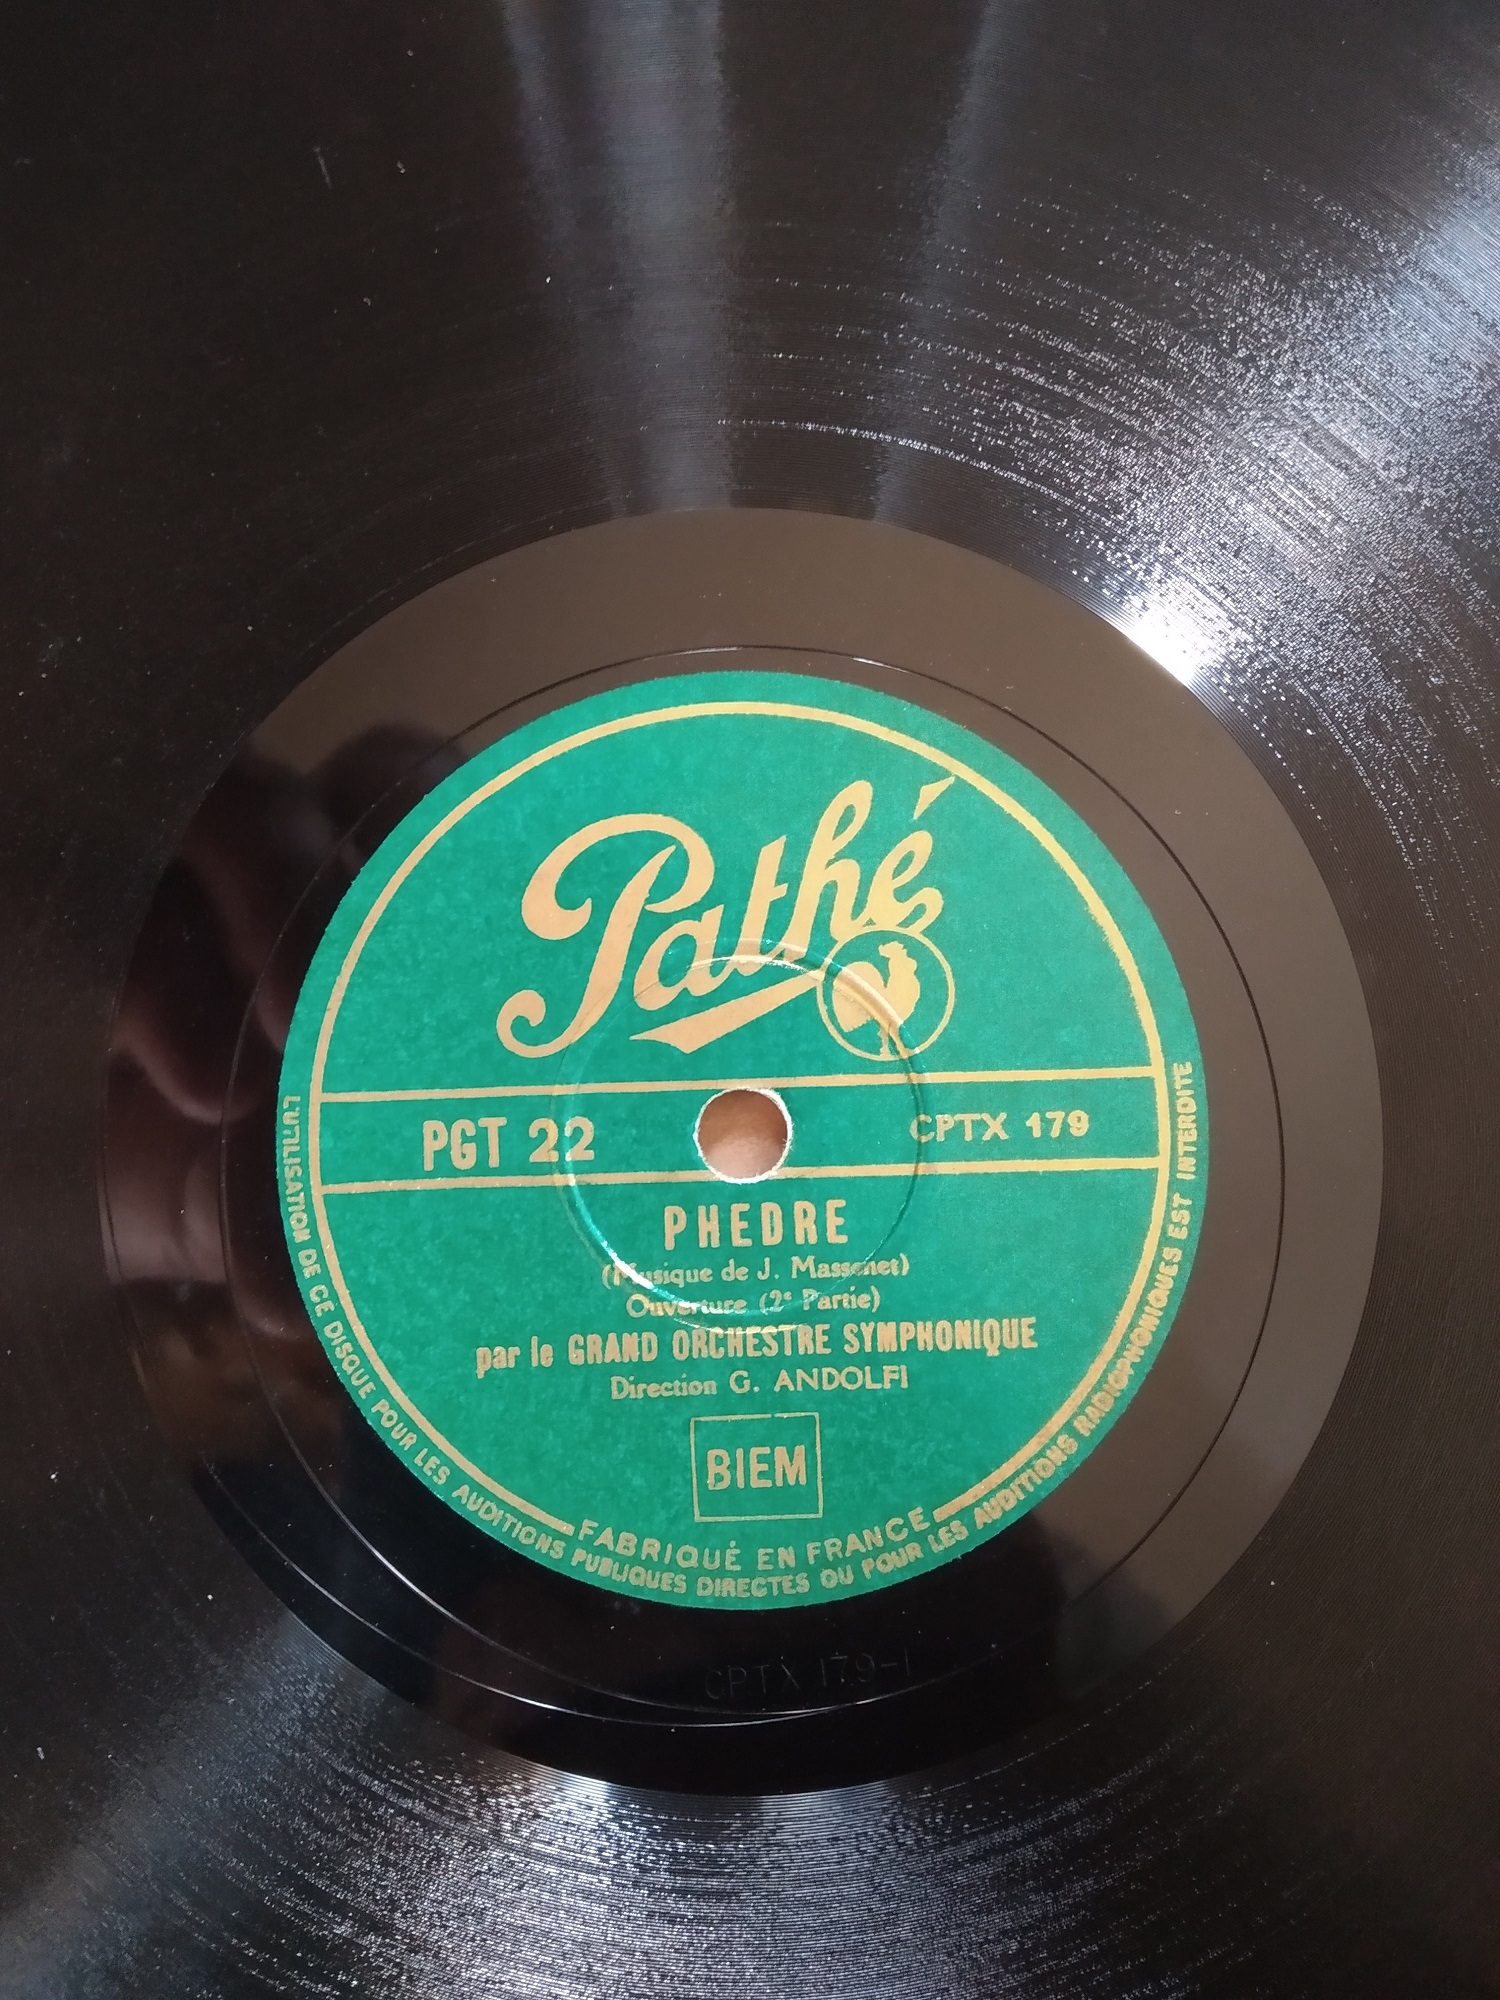 Pathé
PGT 22
CPTX 179
PHEDRE
(Musique de J. Massenet)
Ouverture (2e Partie)
par le GRAND ORCHESTRE SYMPHONIQUE
Direction G. ANDOLFI
BIEM
FABRIQUÉ EN FRANCE
L'UTILISATION DE CE DISQUE POUR LES AUDITIONS PUBLIQUES DIRECTES OU POUR LES AUDITIONS RADIOPHONIQUES EST INTERDITE
CPTX 179-1